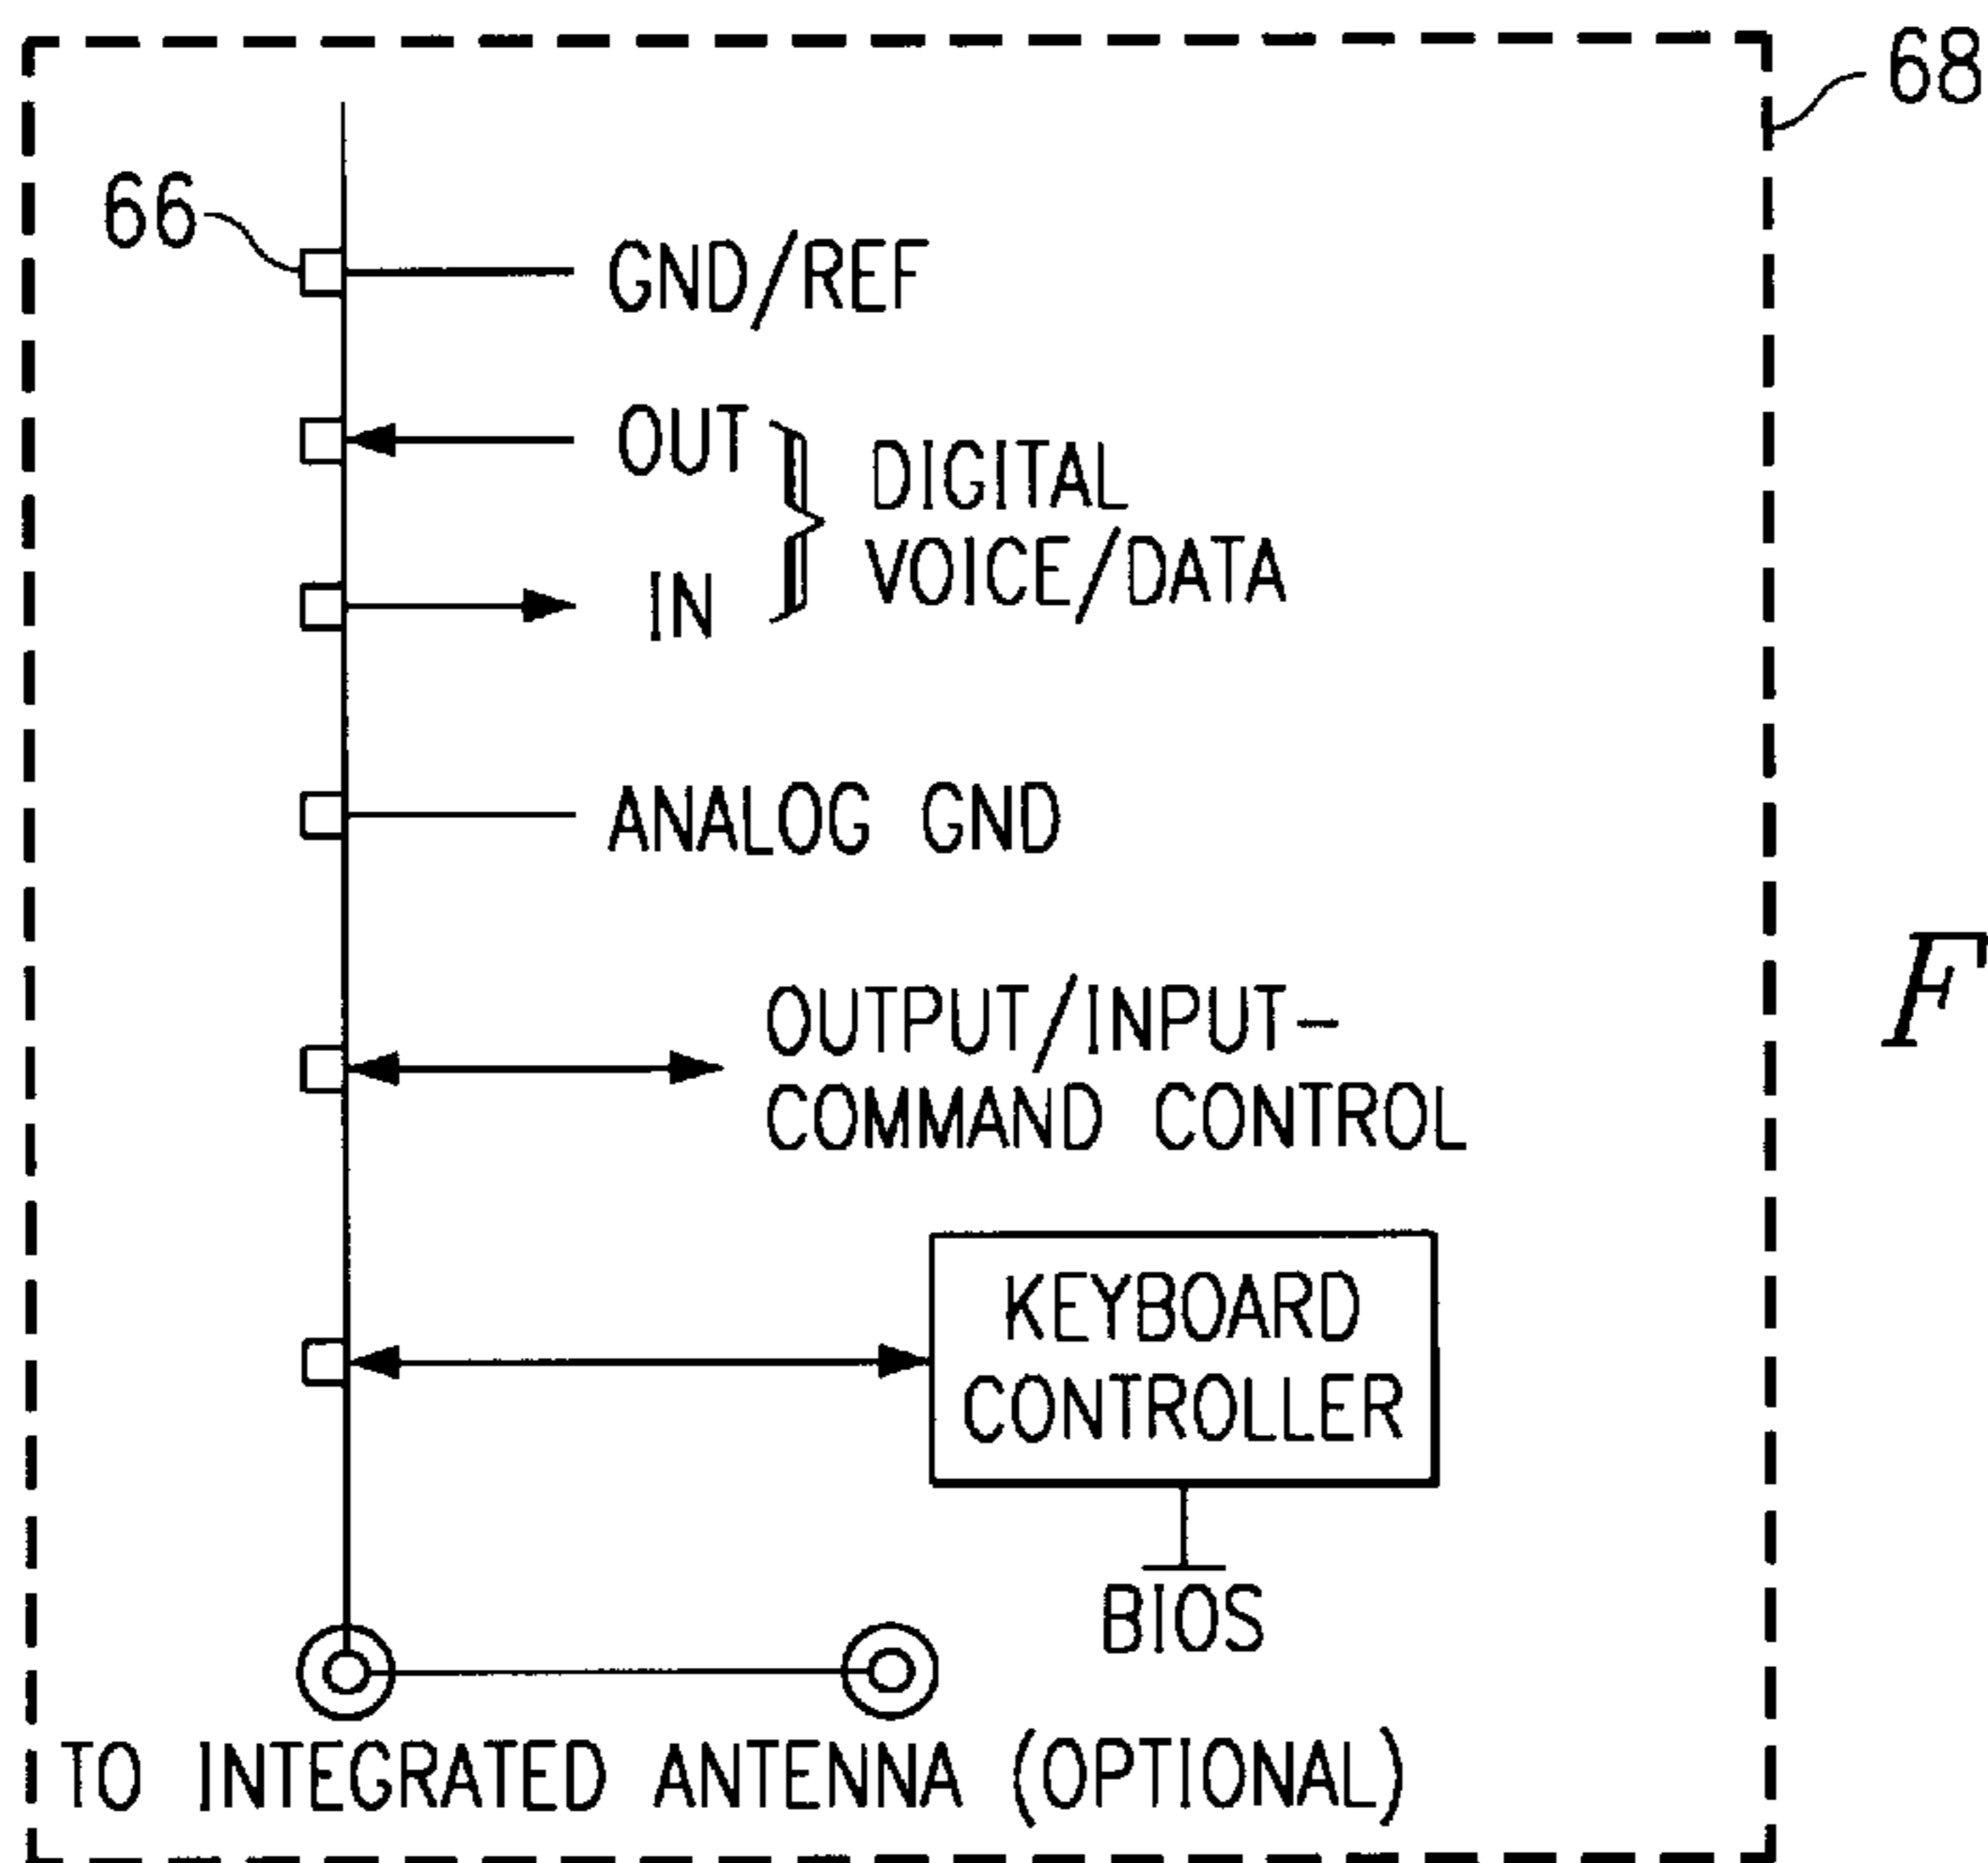 68
66
GND/REF
OUT
DIGITAL
VOICE/DATA
IN
ANALOG GND
F
OUTPUT/INPUT-
COMMAND CONTROL
KEYBOARD
CONTROLLER
BIOS
TO INTEGRATED ANTENNA (OPTIONAL)